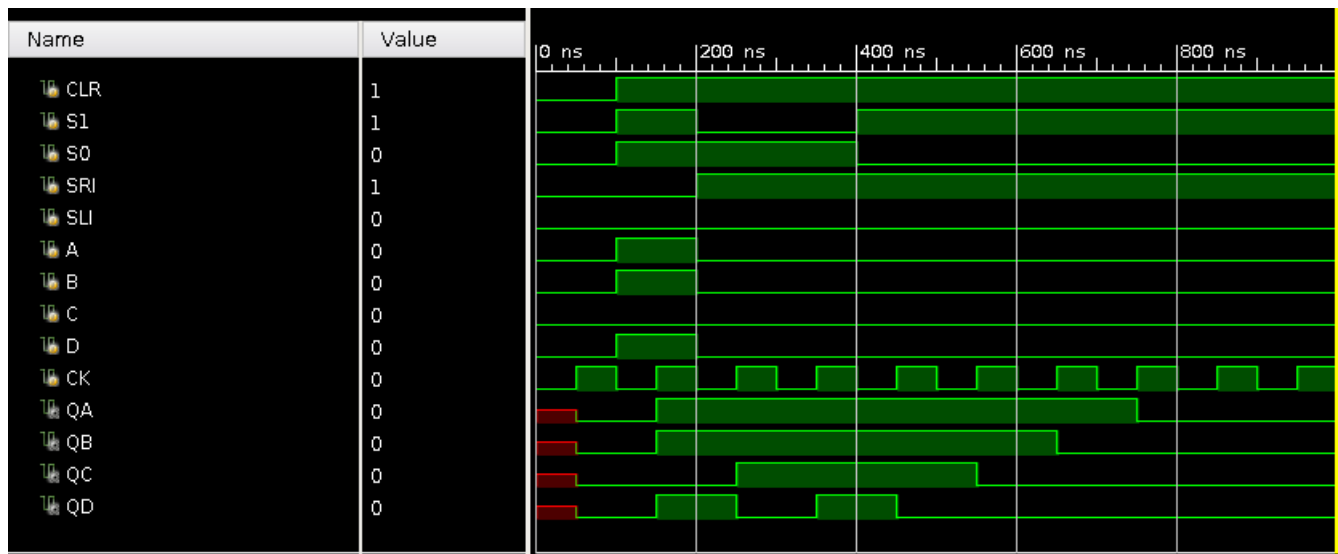 Name Value
0 ns 200 ns 400 ns 600 ns 800 ns
CLR 1
S1 1
S0 0
SRI 1
SLI 0
A 0
B 0
C 0
D 0
CK 0
QA 0
QB 0
QC 0
QD 0